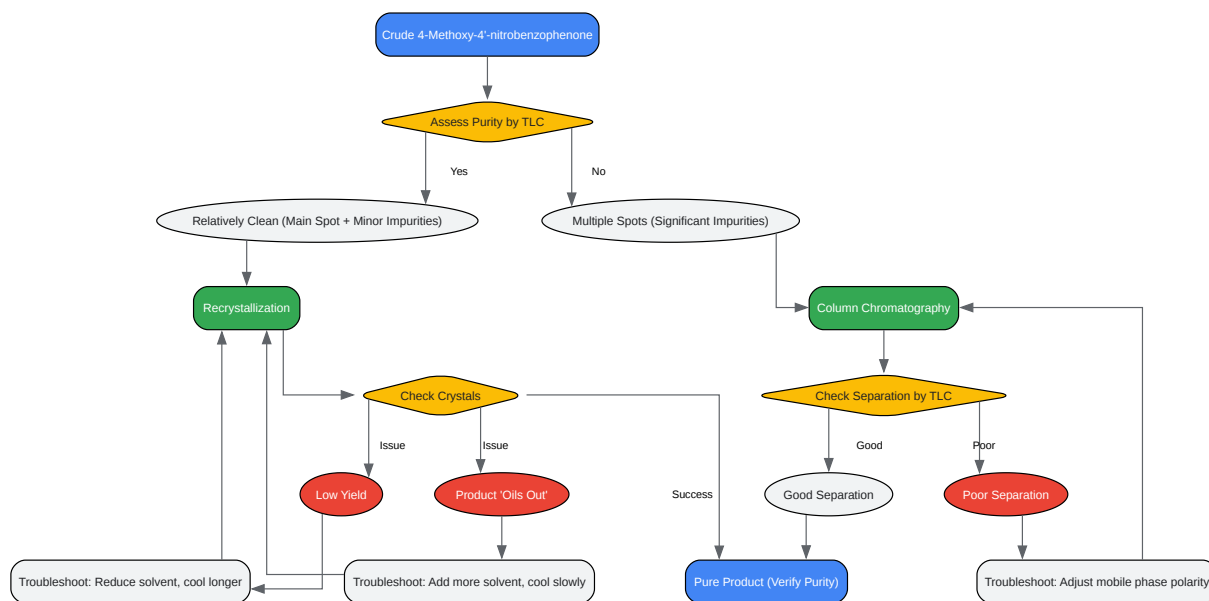 Crude 4-Methoxy-4'-nitrobenzophenone
Assess Purity by TLC
Yes
No
Relatively Clean (Main Spot + Minor Impurities)
Multiple Spots (Significant Impurities)
Recrystallization
Column Chromatography
Check Crystals
Check Separation by TLC
Issue
Issue
Good
Poor
Low Yield
Product 'Oils Out'
Success
Good Separation
Poor Separation
Troubleshoot: Reduce solvent, cool longer
Troubleshoot: Add more solvent, cool slowly
Pure Product (Verify Purity)
Troubleshoot: Adjust mobile phase polarity